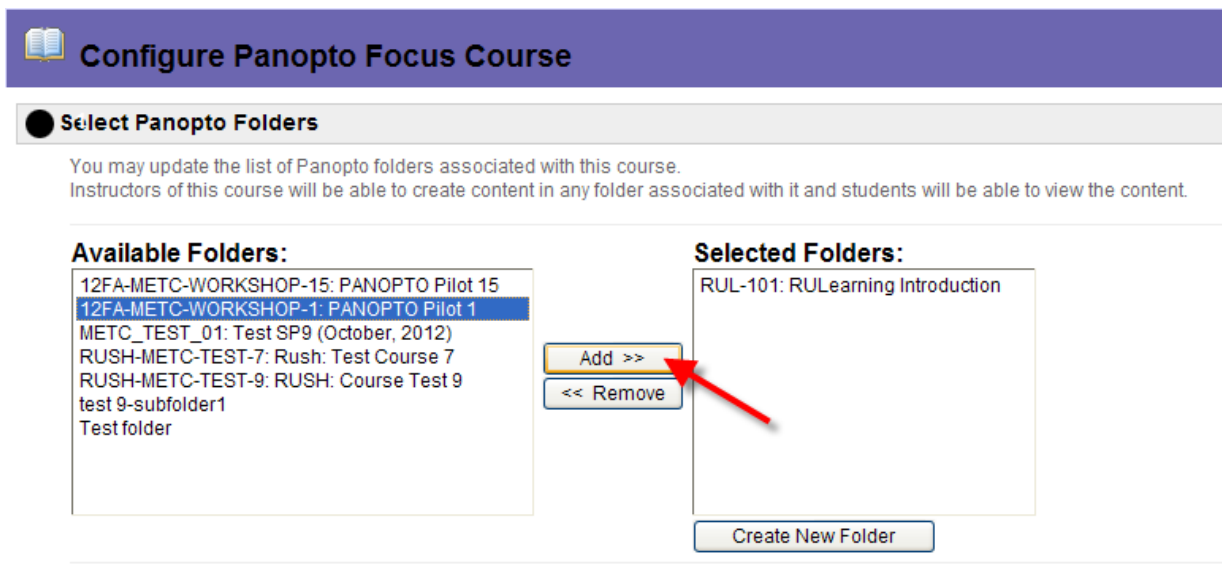 Configure Panopto Focus Course
Select Panopto Folders
You may update the list of Panopto folders associated with this course.
Instructors of this course will be able to create content in any folder associated with it and students will be able to view the content.
Available Folders:
12FA-METC-WORKSHOP-15: PANOPTO Pilot 15
12FA-METC-WORKSHOP-1: PANOPTO Pilot 1
METC_TEST_01: Test SP9 (October, 2012)
RUSH-METC-TEST-7: Rush: Test Course 7
RUSH-METC-TEST-9: RUSH: Course Test 9
test 9-subfolder1
Test folder
Add >>
<< Remove
Selected Folders:
RUL-101: RULearning Introduction
Create New Folder